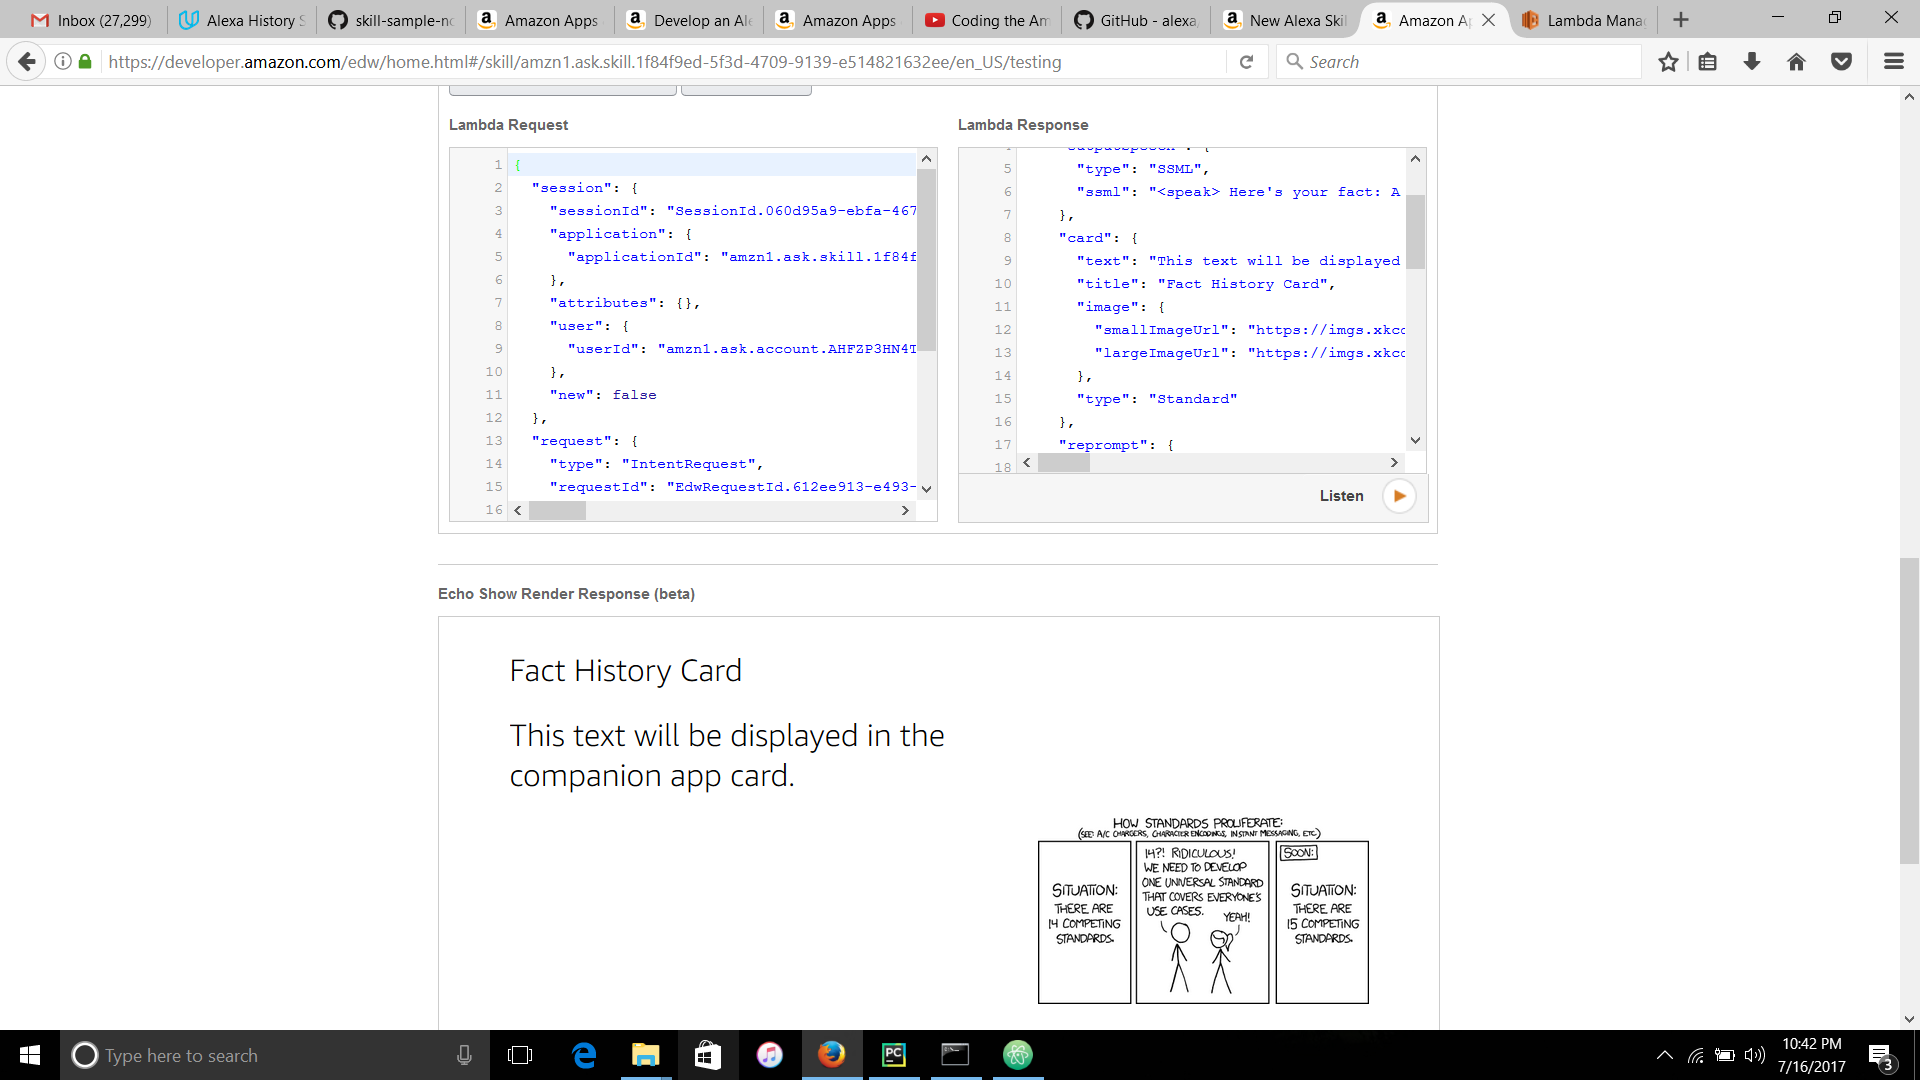 Inbox (27,299)
Alexa History S
skill-sample-no
Amazon Apps
Develop an Ale
Amazon Apps
Coding the Am
GitHub - alexa,
New Alexa Skil
Amazon Ap
Lambda Manag
https://developer.amazon.com/edw/home.html#/skill/amzn1.ask.skill.1f84f9ed-5f3d-4709-9139-e514821632ee/en_US/testing
Search
Lambda Request
1 {
2 "session": {
3 "sessionId": "SessionId.060d95a9-ebfa-467
4 "application": {
5 "applicationId": "amzn1.ask.skill.1f84f
6 },
7 "attributes": {},
8 "user": {
9 "userId": "amzn1.ask.account.AHFZP3HN4T
10 },
11 "new": false
12 },
13 "request": {
14 "type": "IntentRequest",
15 "requestId": "EdwRequestId.612ee913-e493-
16
Lambda Response
"outputSpeech": {
5 "type": "SSML",
6 "ssml": "<speak> Here's your fact: A
7 },
8 "card": {
9 "text": "This text will be displayed
10 "title": "Fact History Card",
11 "image": {
12 "smallImageUrl": "https://imgs.xkc
13 "largeImageUrl": "https://imgs.xkc
14 },
15 "type": "Standard"
16 },
17 "reprompt": {
18
Listen
Echo Show Render Response (beta)
Fact History Card
This text will be displayed in the
companion app card.
HOW STANDARDS PROLIFERATE:
(SEE: A/C CHARGERS, CHARACTER ENCODINGS, INSTANT MESSAGING, ETC.)
SITUATION:
THERE ARE
14 COMPETING
STANDARDS.
14?! RIDICULOUS!
WE NEED TO DEVELOP
ONE UNIVERSAL STANDARD
THAT COVERS EVERYONE'S
USE CASES.
YEAH!
SOON:
SITUATION:
THERE ARE
15 COMPETING
STANDARDS.
Type here to search
PC
10:42 PM
7/16/2017
3